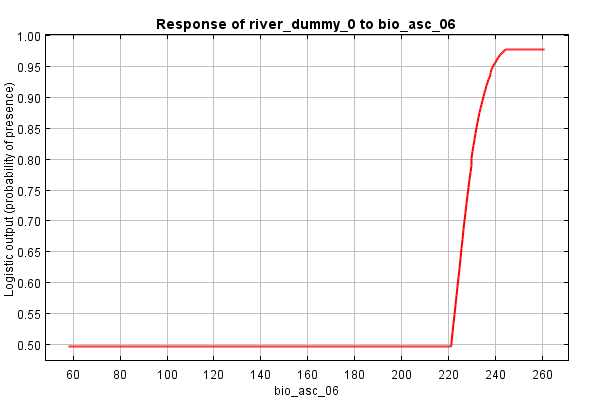 Response of river_dummy_0 to bio_asc_06
Logistic output (probability of presence)
1.00
0.95
0.90
0.85
0.80
0.75
0.70
0.65
0.60
0.55
0.50
60 80 100 120 140 160 180 200 220 240 260
bio_asc_06